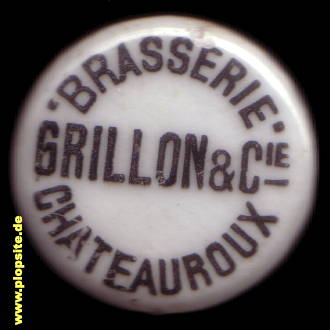 "BRASSERIE"
GRILLON & CIE
CHATEAUROUX
www.plopsite.de